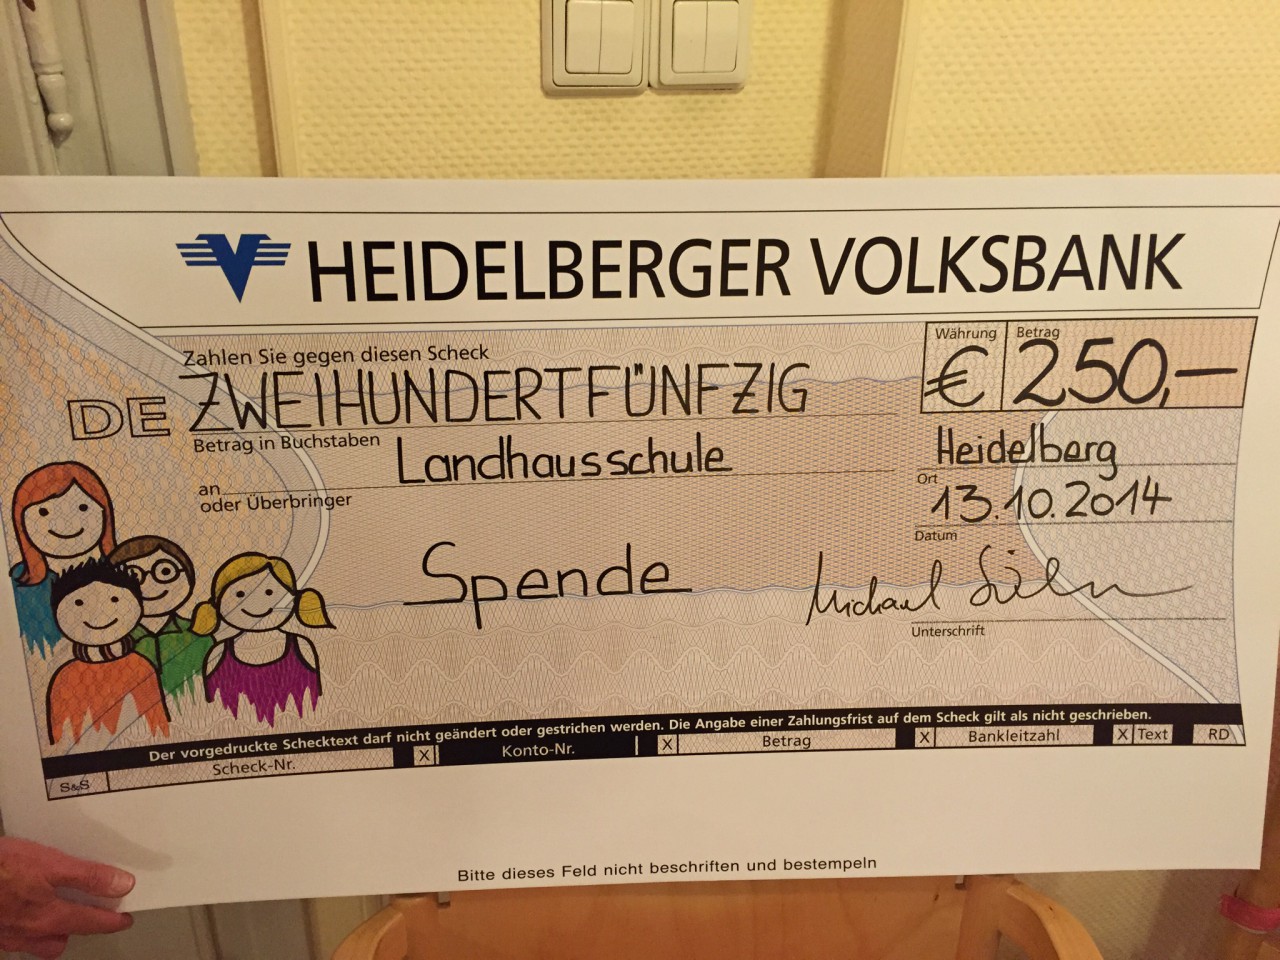 HEIDELBERGER VOLKSBANK
Zahlen Sie gegen diesen Scheck
Währung
Betrag
DE
ZWEIHUNDERTFÜNFZIG
€ 250,—
Betrag in Buchstaben
Landhausschule
Heidelberg
an
oder Überbringer
Ort
13.10.2014
Datum
Spende
Michael
Unterschrift
Der vorgedruckte Schecktext darf nicht geändert oder gestrichen werden. Die Angabe einer Zahlungsfrist auf dem Scheck gilt als nicht geschrieben.
S&S Scheck-Nr. X Konto-Nr. X Betrag X Bankleitzahl X Text RD
Bitte dieses Feld nicht beschriften und bestempeln